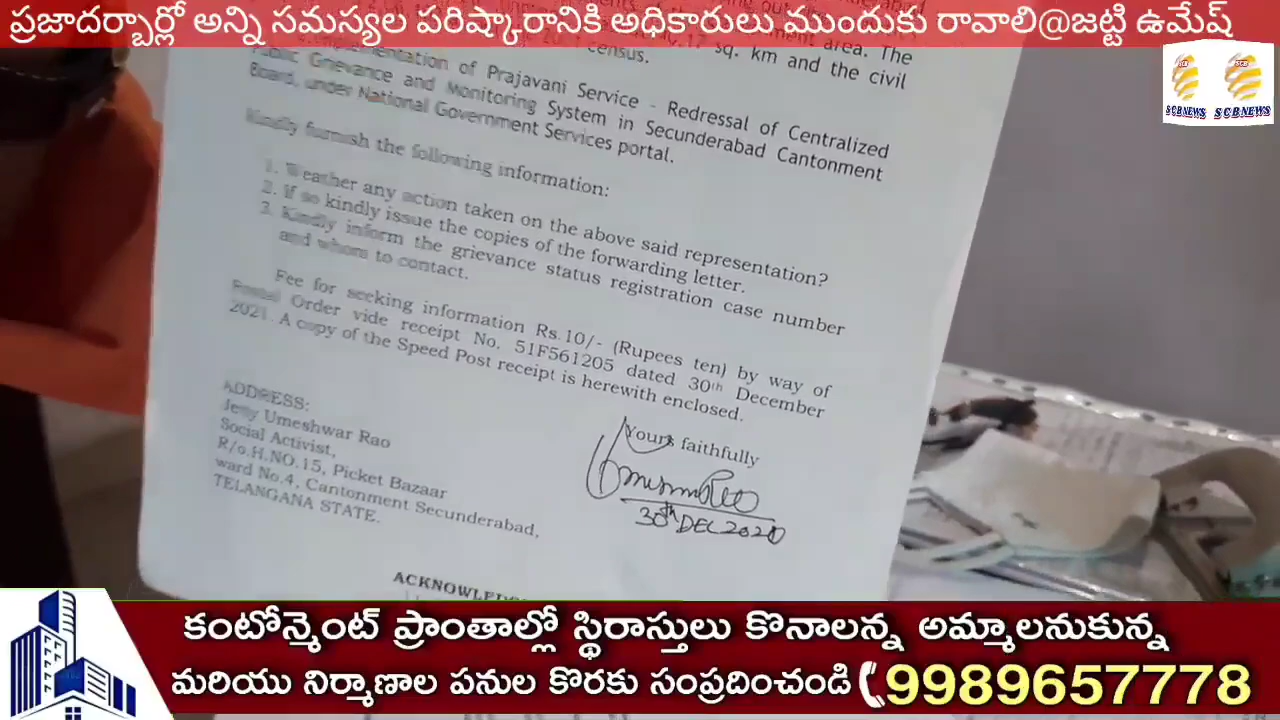 ప్రజాదర్బార్లో అన్ని సమస్యల పరిష్కారానికి అధికారులు ముందుకు రావాలి@జట్టి ఉమేష్
SCBNEWS SCBNEWS
area. The
17 sq. km and the civil
census.
Implementation of Prajavani Service - Redressal of Centralized
Public Grievance and Monitoring System in Secunderabad Cantonment
Board, under National Government Services portal.
Kindly furnish the following information:
1. Weather any action taken on the above said representation?
2. If so kindly issue the copies of the forwarding letter.
3. Kindly inform the grievance status registration case number
and whom to contact.
Fee for seeking information Rs.10/- (Rupees ten) by way of
Postal Order vide receipt No. 51F561205 dated 30th December
2021. A copy of the Speed Post receipt is herewith enclosed.
Yours faithfully
30th DEC 2021
ADDRESS:
Jetty Umeshwar Rao
Social Activist,
R/o.H.NO.15, Picket Bazaar
ward No.4, Cantonment Secunderabad,
TELANGANA STATE.
కంటోన్మెంట్ ప్రాంతాల్లో స్థిరాస్తులు కొనాలన్న అమ్మాలనుకున్న
మరియు నిర్మాణాల పనుల కొరకు సంప్రదించండి 9989657778